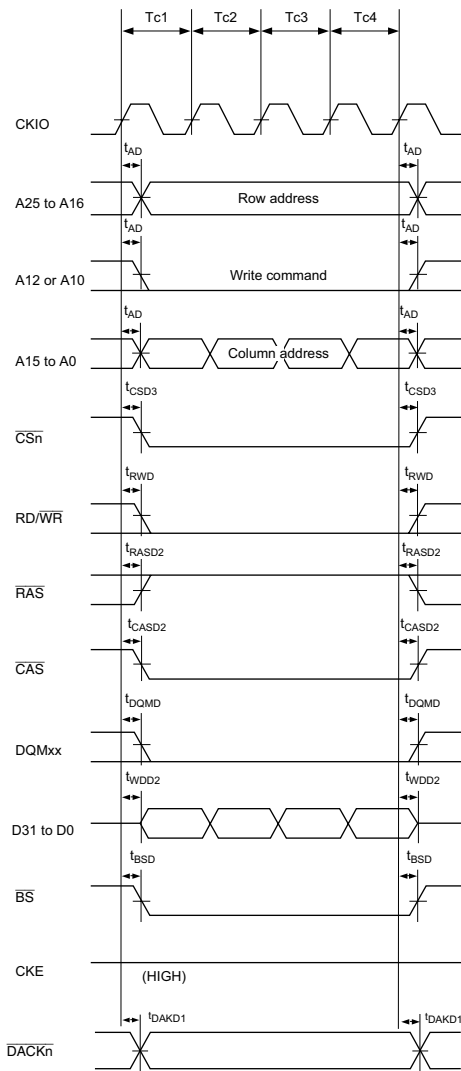 Tc1 Tc2 Tc3 Tc4
CKIO
tAD tAD
A25 to A16 Row address
tAD tAD
A12 or A10 Write command
tAD tAD
A15 to A0 Column address
tCSD3 tCSD3
CSn
tRWD tRWD
RD/WR
tRASD2 tRASD2
RAS
tCASD2 tCASD2
CAS
tDQMD tDQMD
DQMxx
tWDD2 tWDD2
D31 to D0
tBSD tBSD
BS
CKE (HIGH)
tDAKD1 tDAKD1
DACKn